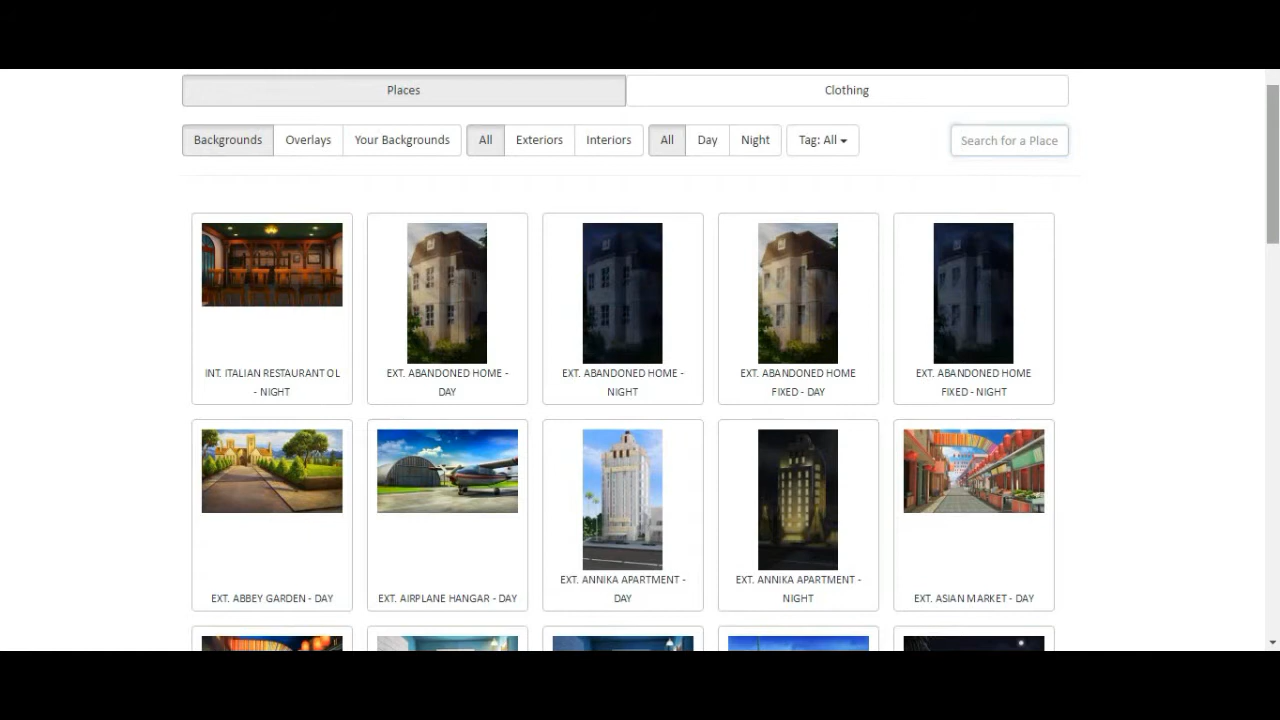 Places Clothing
Backgrounds Overlays Your Backgrounds All Exteriors Interiors All Day Night Tag: All Search for a Place
INT. ITALIAN RESTAURANT OL
- NIGHT
EXT. ABANDONED HOME -
DAY
EXT. ABANDONED HOME -
NIGHT
EXT. ABANDONED HOME
FIXED - DAY
EXT. ABANDONED HOME
FIXED - NIGHT
EXT. ABBEY GARDEN - DAY
EXT. AIRPLANE HANGAR - DAY
EXT. ANNIKA APARTMENT -
DAY
EXT. ANNIKA APARTMENT -
NIGHT
EXT. ASIAN MARKET - DAY